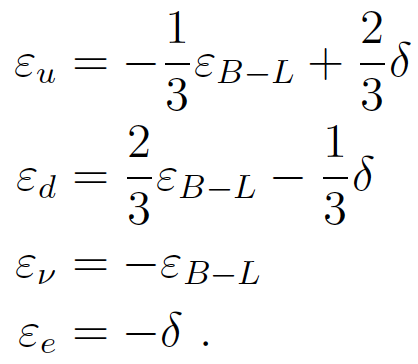 ε_u = −1/3 ε_{B−L} + 2/3 δ
ε_d = 2/3 ε_{B−L} − 1/3 δ
ε_ν = −ε_{B−L}
ε_e = −δ .